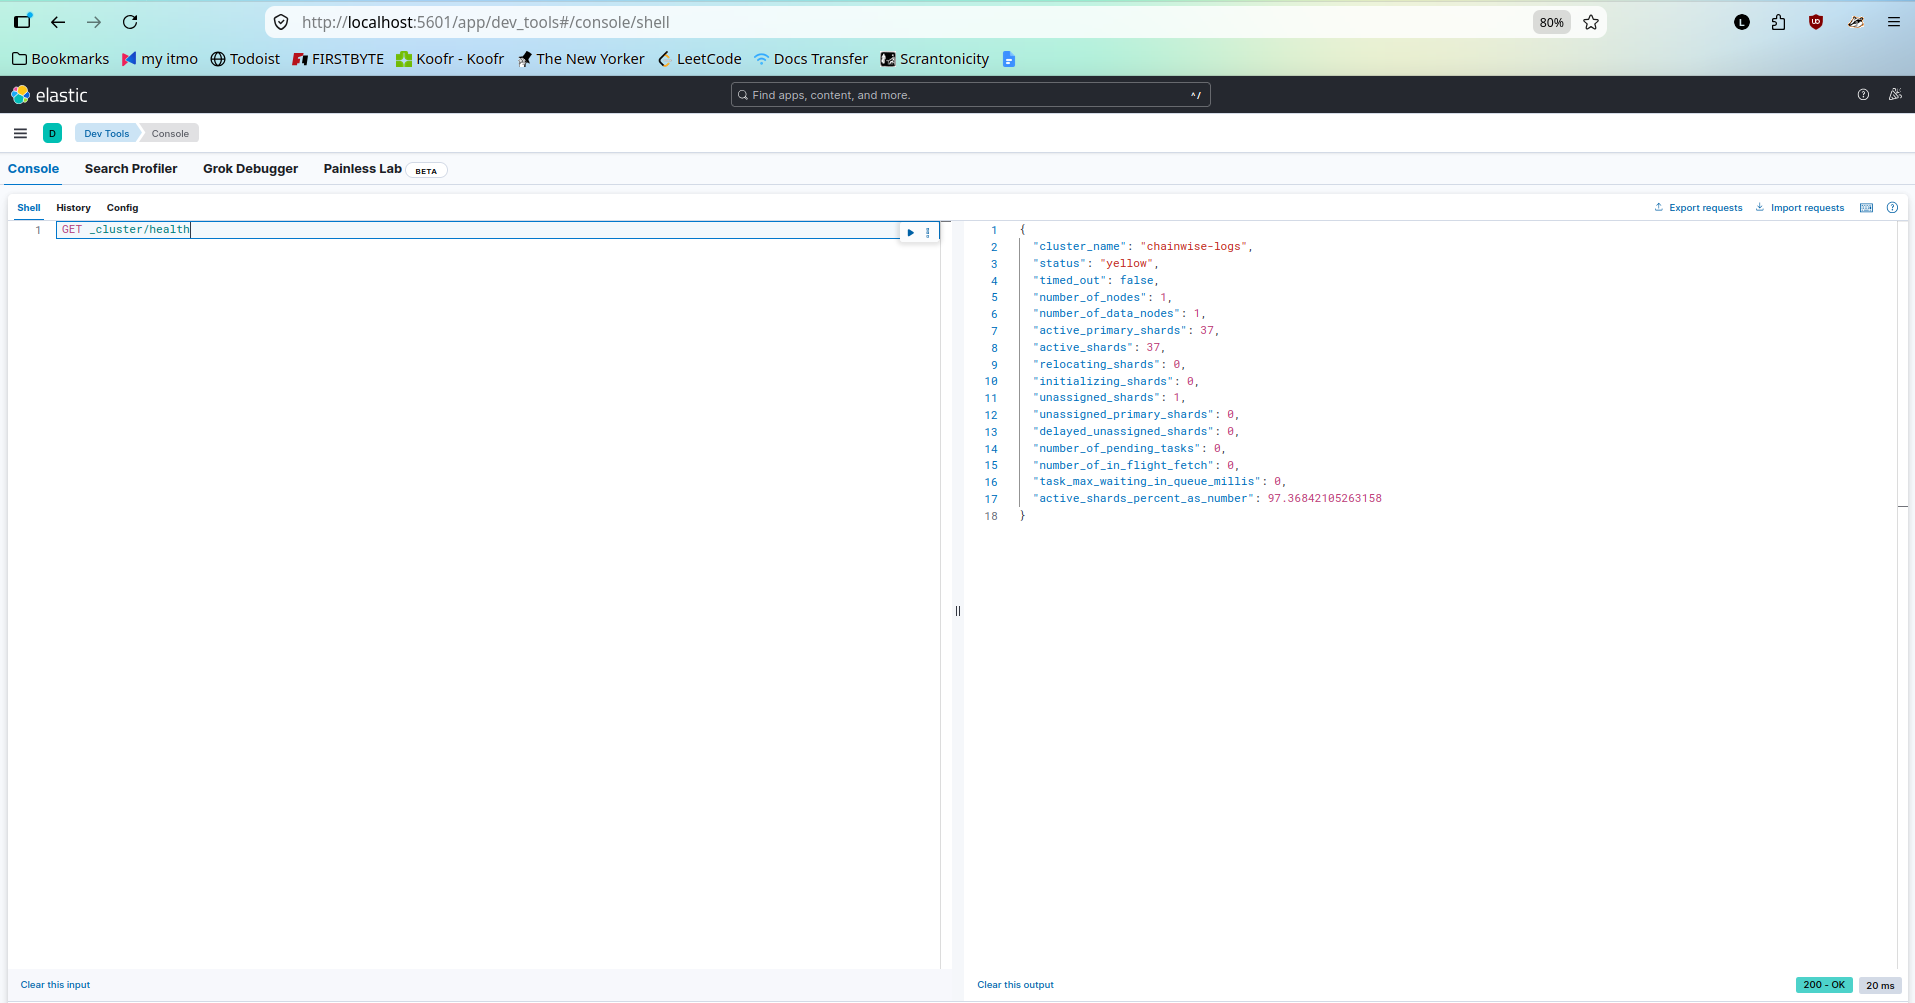 http://localhost:5601/app/dev_tools#/console/shell 80% L
Bookmarks my itmo Todoist FIRSTBYTE Koofr - Koofr The New Yorker LeetCode Docs Transfer Scrantonicity
elastic Find apps, content, and more. ^/
D Dev Tools Console
Console Search Profiler Grok Debugger Painless Lab BETA
Shell History Config Export requests Import requests
1 GET _cluster/health
1 {
2 "cluster_name": "chainwise-logs",
3 "status": "yellow",
4 "timed_out": false,
5 "number_of_nodes": 1,
6 "number_of_data_nodes": 1,
7 "active_primary_shards": 37,
8 "active_shards": 37,
9 "relocating_shards": 0,
10 "initializing_shards": 0,
11 "unassigned_shards": 1,
12 "unassigned_primary_shards": 0,
13 "delayed_unassigned_shards": 0,
14 "number_of_pending_tasks": 0,
15 "number_of_in_flight_fetch": 0,
16 "task_max_waiting_in_queue_millis": 0,
17 "active_shards_percent_as_number": 97.36842105263158
18 }
Clear this input Clear this output 200 - OK 20 ms